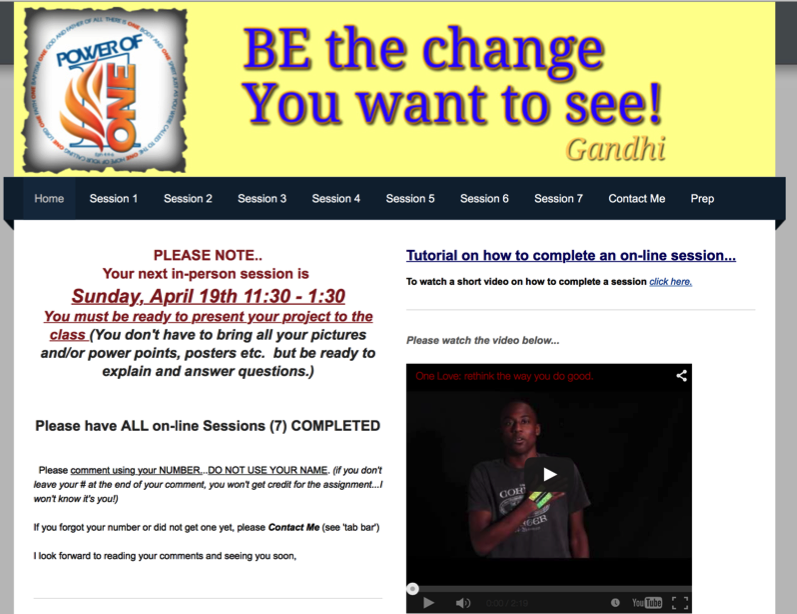 POWER OF
ONE
BE the change
You want to see!
Gandhi
Home Session 1 Session 2 Session 3 Session 4 Session 5 Session 6 Session 7 Contact Me Prep
PLEASE NOTE..
Your next in-person session is
Sunday, April 19th 11:30 - 1:30
You must be ready to present your project to the
class (You don't have to bring all your pictures
and/or power points, posters etc. but be ready to
explain and answer questions.)
Please have ALL on-line Sessions (7) COMPLETED
Please comment using your NUMBER...DO NOT USE YOUR NAME. (if you don't
leave your # at the end of your comment, you won't get credit for the assignment...I
won't know it's you!)
If you forgot your number or did not get one yet, please Contact Me (see 'tab bar')
I look forward to reading your comments and seeing you soon,
Tutorial on how to complete an on-line session...
To watch a short video on how to complete a session click here.
Please watch the video below...
One Love: rethink the way you do good.
0:00 / 2:19
YouTube